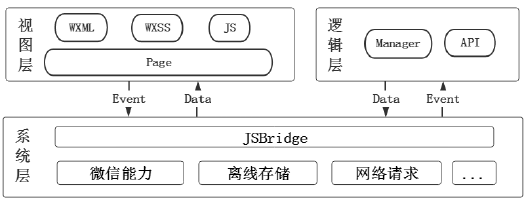 视图层
WXML
WXSS
JS
Page
逻辑层
Manager
API
Event
Data
Data
Event
系统层
JSBridge
微信能力
离线存储
网络请求
...